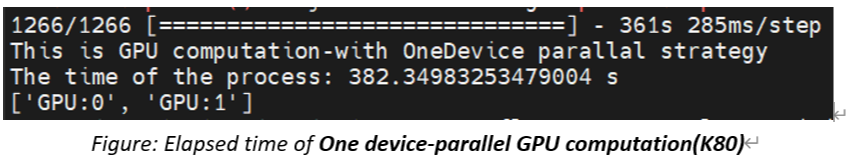 1266/1266 [==============================] - 361s 285ms/step
This is GPU computation-with OneDevice parallal strategy
The time of the process: 382.34983253479004 s
['GPU:0', 'GPU:1']
Figure: Elapsed time of One device-parallel GPU computation(K80)